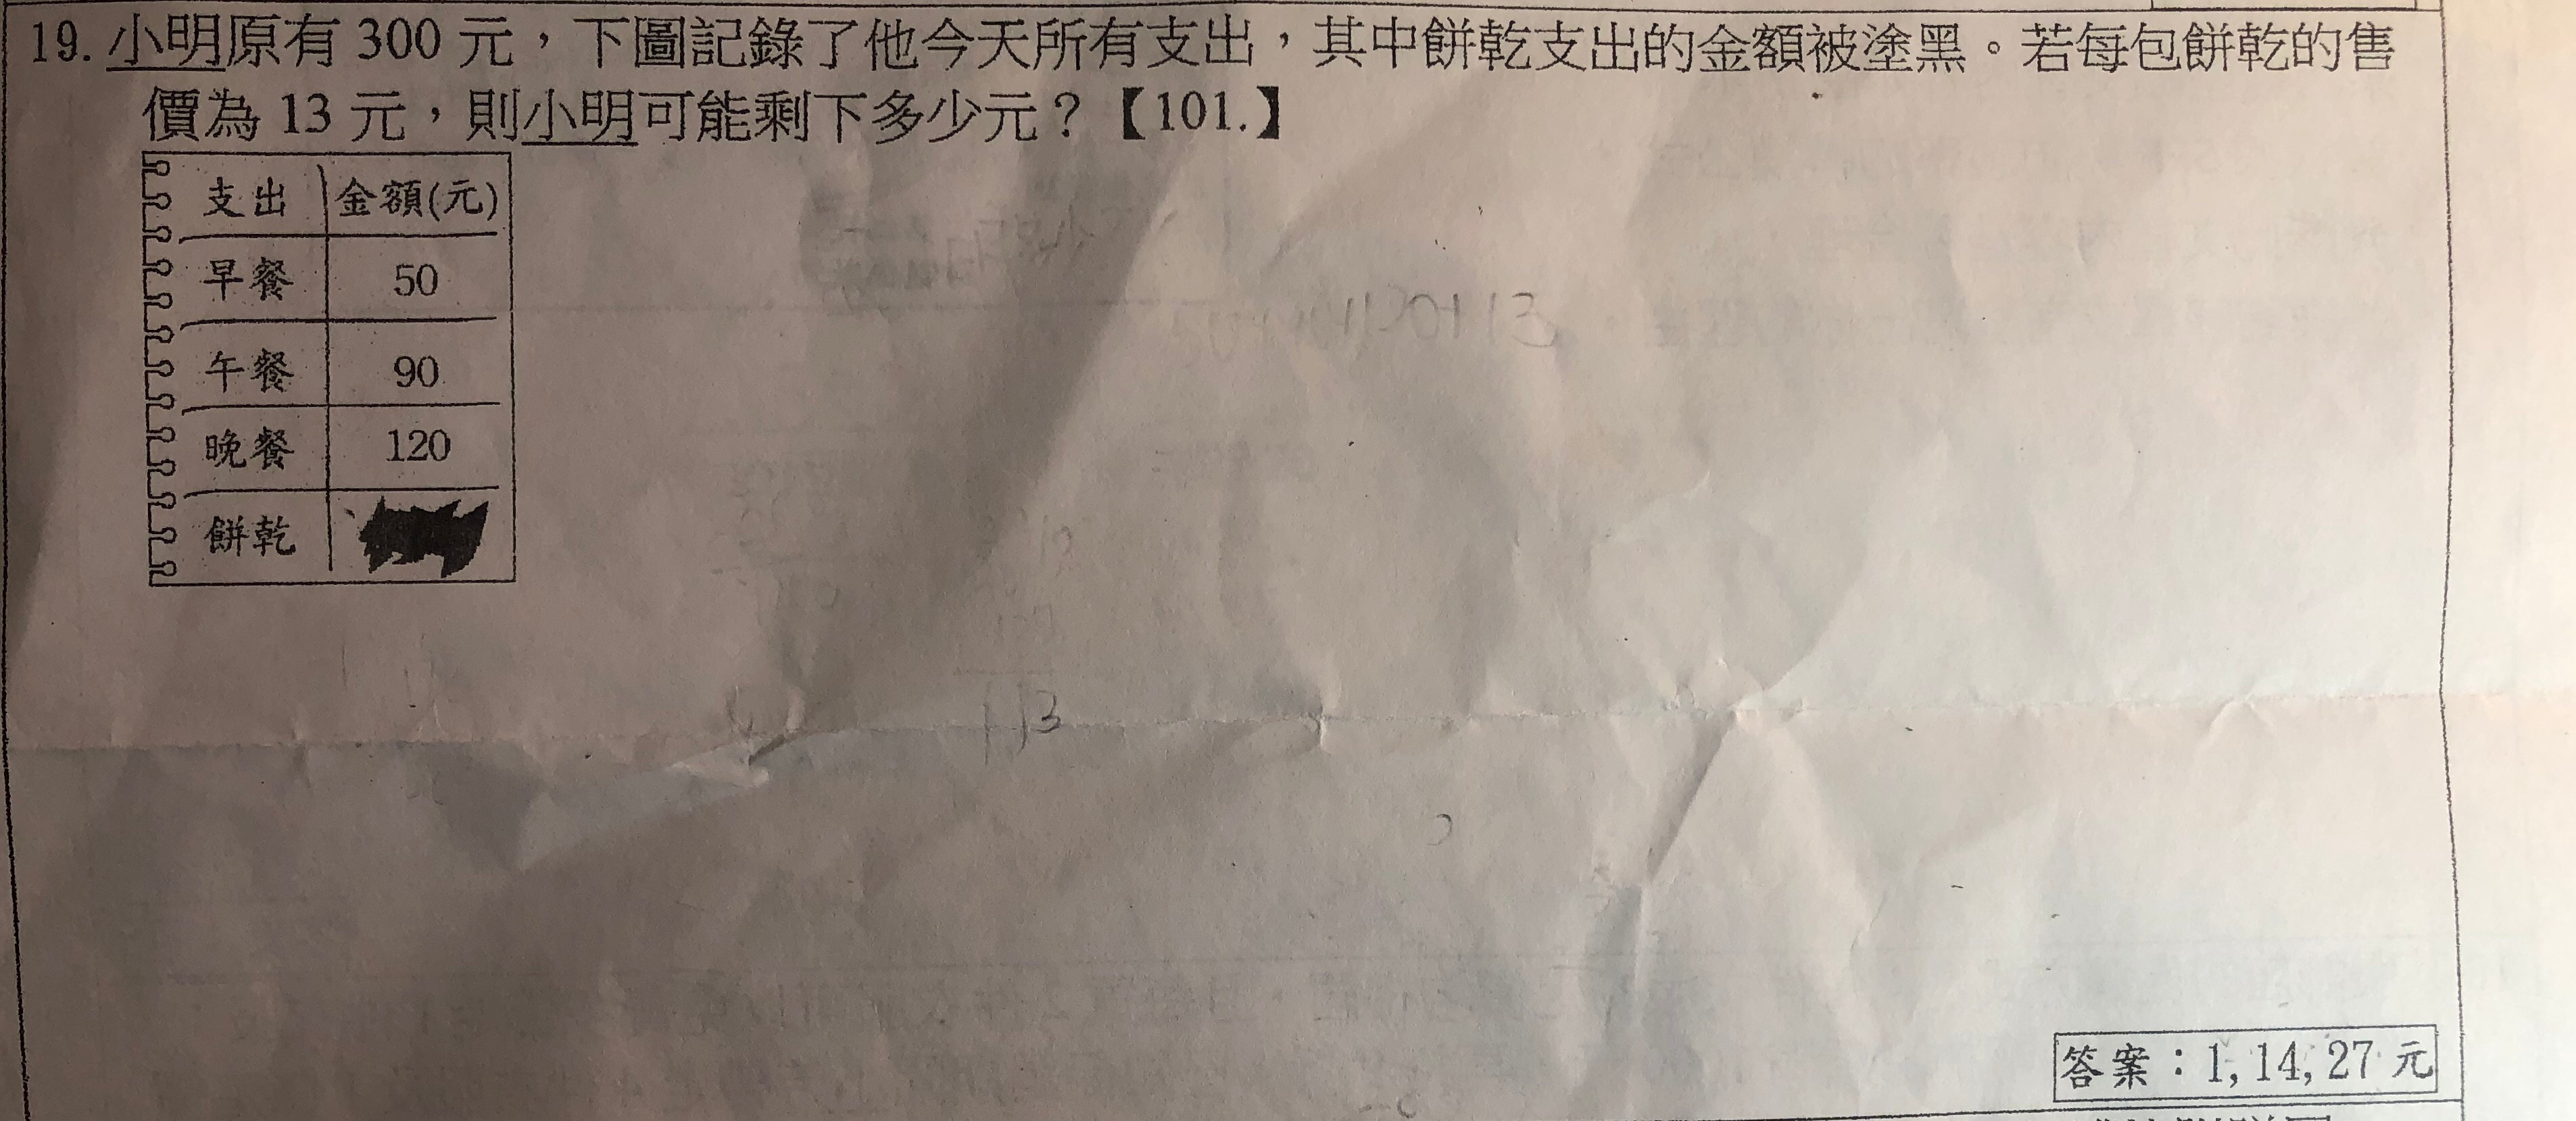 19. 小明原有 300 元，下圖記錄了他今天所有支出，其中餅乾支出的金額被塗黑。若每包餅乾的售
價為 13 元，則小明可能剩下多少元？【101.】
支出 金額(元)
早餐 50
午餐 90
晚餐 120
餅乾
113
答案：1, 14, 27 元